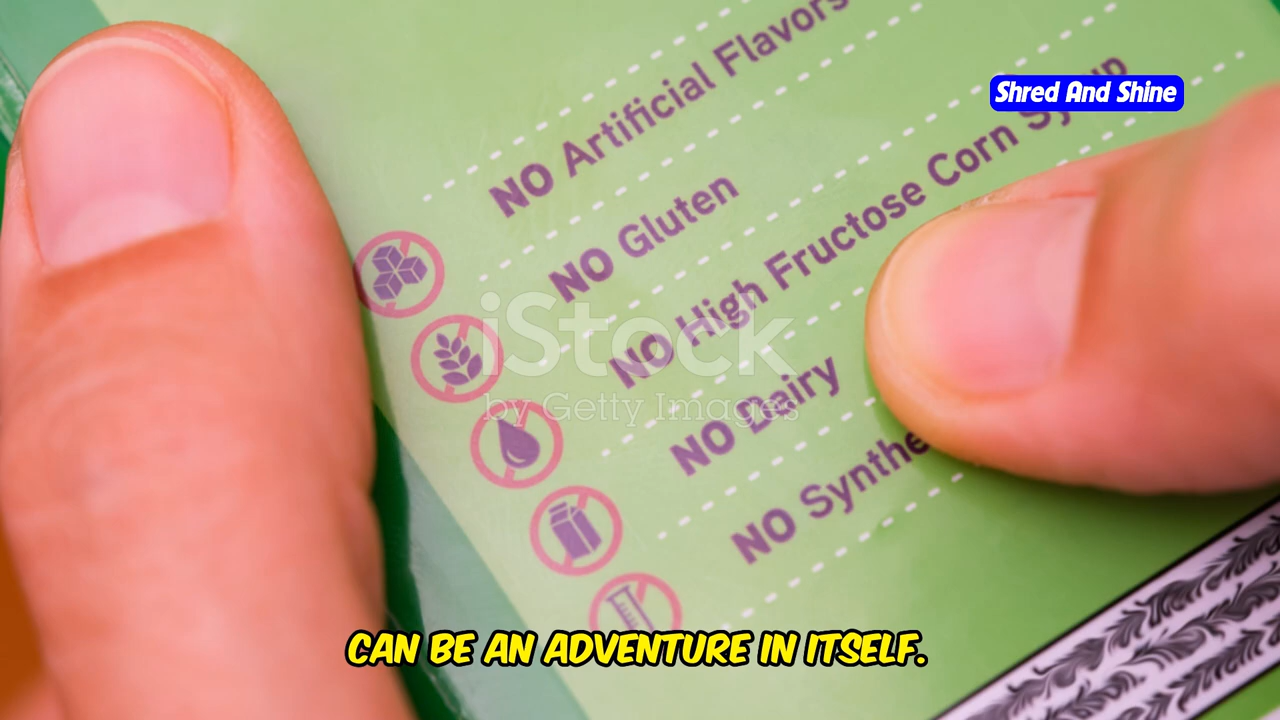 Shred And Shine
NO Artificial Flavors
NO Gluten
NO High Fructose Corn Syrup
NO Dairy
NO
iStock
by Getty Images
CAN BE AN ADVENTURE IN ITSELF.